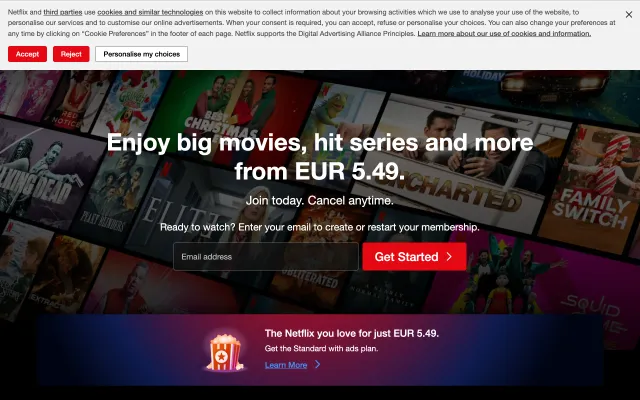 Netflix and third parties use cookies and similar technologies on this website to collect information about your browsing activities which we use to analyse your use of the website, to
personalise our services and to customise our online advertisements. When your consent is required, you can accept, refuse or personalise your choices. You can also change your preferences at
any time by clicking on “Cookie Preferences” in the footer of each page. Netflix supports the Digital Advertising Alliance Principles. Learn more about our use of cookies and information.
Accept
Reject
Personalise my choices
HOLIDAY
RED NOTICE
CHRISTMAS
Enjoy big movies, hit series and more
from EUR 5.49.
Join today. Cancel anytime.
UNCHARTED
FAMILY SWITCH
PEAKY BLINDERS
ELITE
Ready to watch? Enter your email to create or restart your membership.
Email address
Get Started
OBLITERATED
EXTRACTION
SQUID GAME
The Netflix you love for just EUR 5.49.
Get the Standard with ads plan.
Learn More